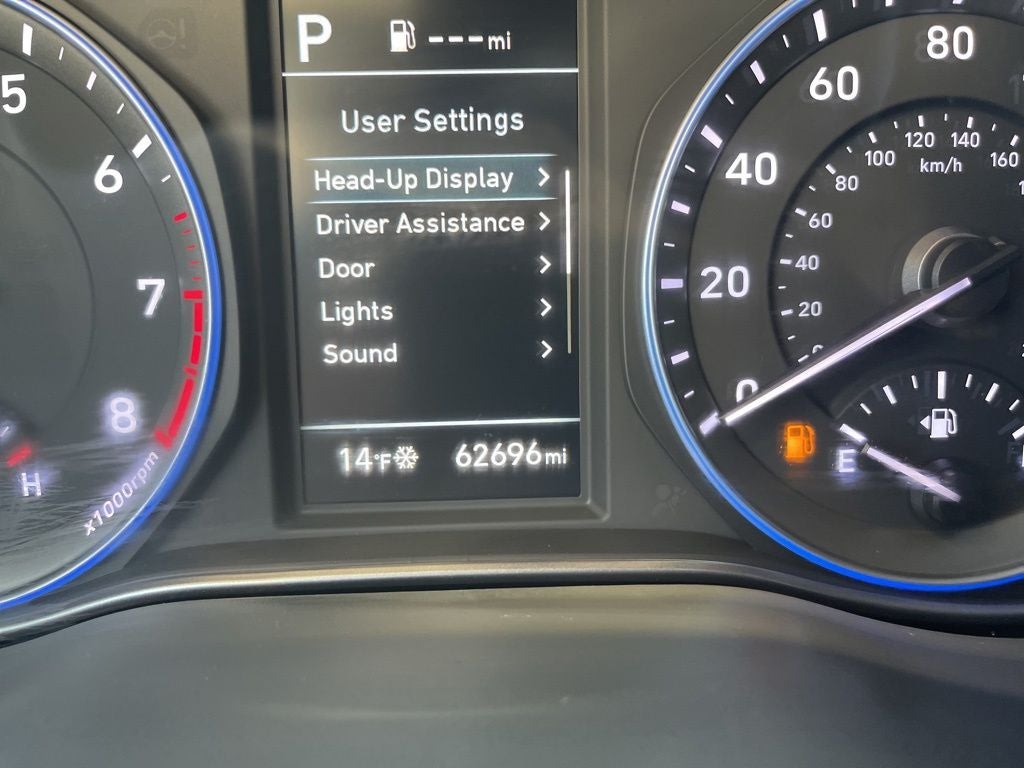 P ---mi
User Settings
Head-Up Display
Driver Assistance
Door
Lights
Sound
14°F 62696mi
5
6
7
8
x1000rpm
H
0
20
40
60
80
20
40
60
80
100
120
140
160
km/h
E